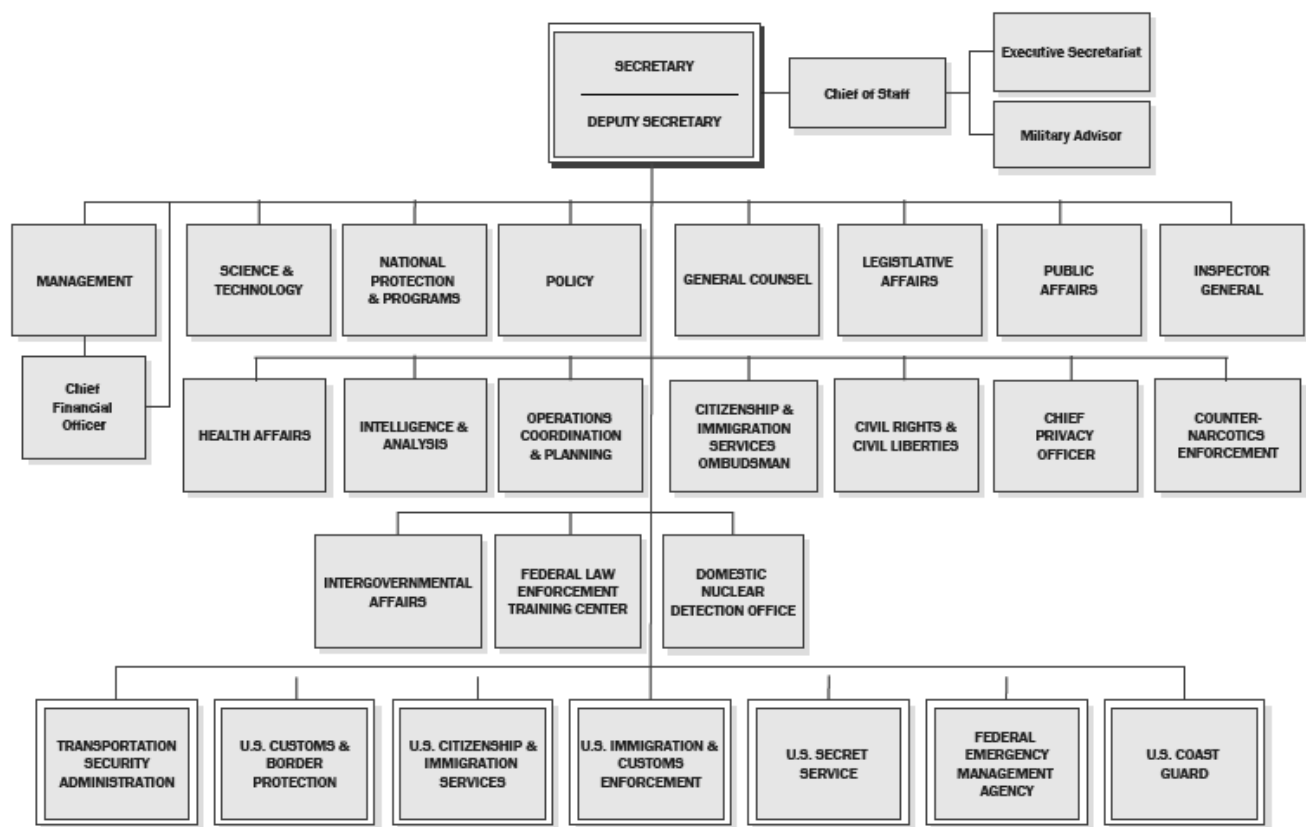 SECRETARY
DEPUTY SECRETARY
Chief of Staff
Executive Secretariat
Military Advisor
MANAGEMENT
SCIENCE &
TECHNOLOGY
NATIONAL
PROTECTION
& PROGRAMS
POLICY
GENERAL COUNSEL
LEGISTLATIVE
AFFAIRS
PUBLIC
AFFAIRS
INSPECTOR
GENERAL
Chief
Financial
Officer
HEALTH AFFAIRS
INTELLIGENCE &
ANALYSIS
OPERATIONS
COORDINATION
& PLANNING
CITIZENSHIP &
IMMIGRATION
SERVICES
OMBUDSMAN
CIVIL RIGHTS &
CIVIL LIBERTIES
CHIEF
PRIVACY
OFFICER
COUNTER-
NARCOTICS
ENFORCEMENT
INTERGOVERNMENTAL
AFFAIRS
FEDERAL LAW
ENFORCEMENT
TRAINING CENTER
DOMESTIC
NUCLEAR
DETECTION OFFICE
TRANSPORTATION
SECURITY
ADMINISTRATION
U.S. CUSTOMS &
BORDER
PROTECTION
U.S. CITIZENSHIP &
IMMIGRATION
SERVICES
U.S. IMMIGRATION &
CUSTOMS
ENFORCEMENT
U.S. SECRET
SERVICE
FEDERAL
EMERGENCY
MANAGEMENT
AGENCY
U.S. COAST
GUARD